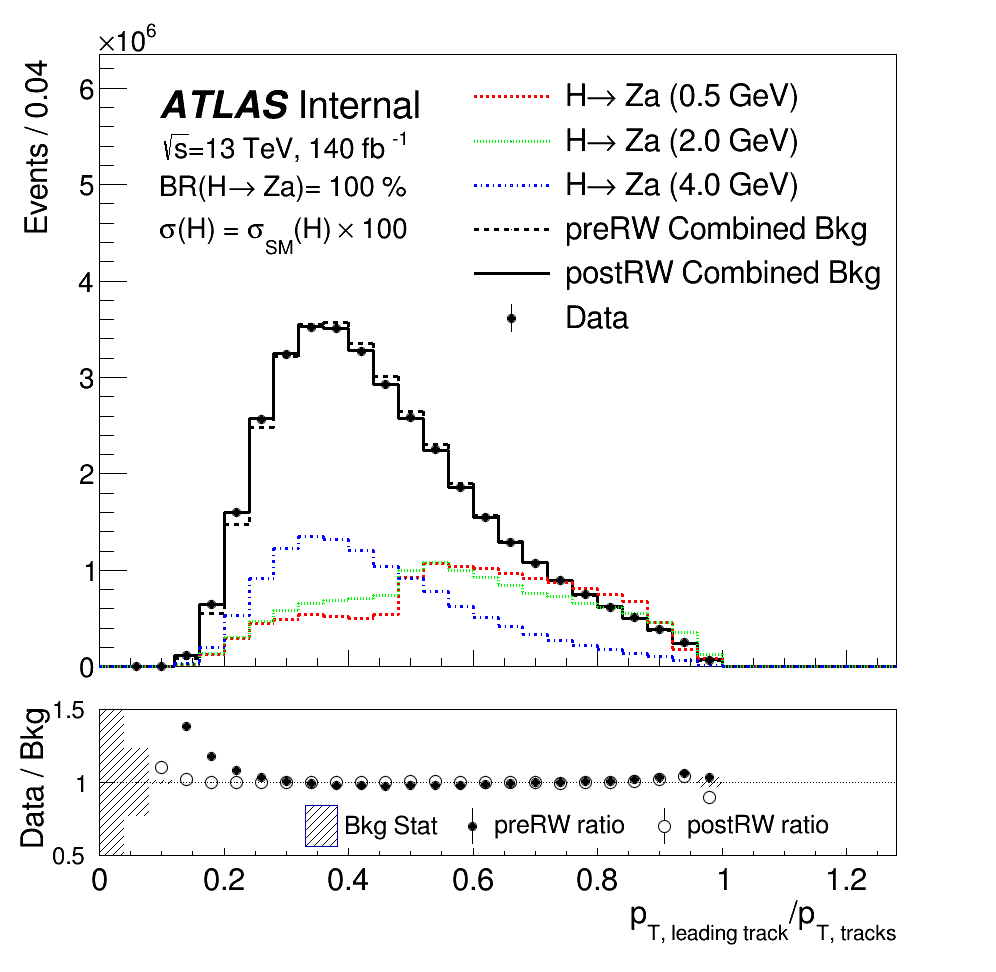 ×10⁶
Events / 0.04
6
5
4
3
2
1
0
ATLAS Internal
√s=13 TeV, 140 fb⁻¹
BR(H→ Za)= 100 %
σ(H) = σ_SM(H) × 100
H→ Za (0.5 GeV)
H→ Za (2.0 GeV)
H→ Za (4.0 GeV)
preRW Combined Bkg
postRW Combined Bkg
Data
Data / Bkg
1.5
1
0.5
Bkg Stat
preRW ratio
postRW ratio
0 0.2 0.4 0.6 0.8 1 1.2
p_T, leading track/p_T, tracks